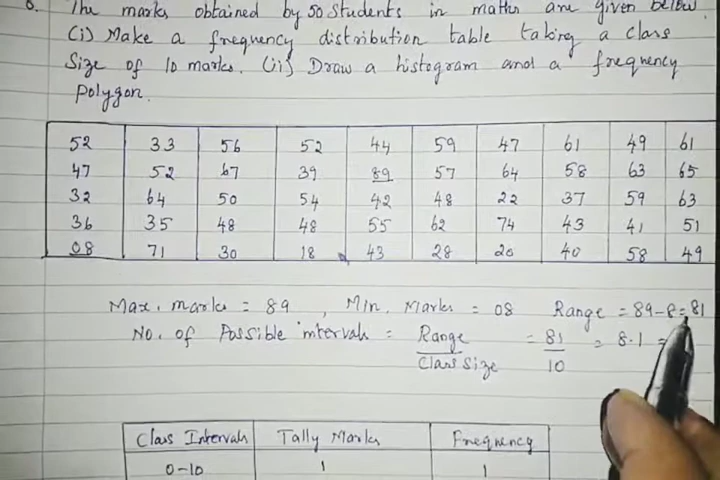 8. The marks obtained by 50 students in maths are given below.
(i) Make a frequency distribution table taking a class
Size of 10 marks. (ii) Draw a histogram and a frequency
polygon.
52 33 56 52 44 59 47 61 49 61
47 52 67 39 89 57 64 58 63 65
32 64 50 54 42 48 22 37 59 63
36 35 48 48 55 62 74 43 41 51
08 71 30 18 43 28 20 40 58 49
Max. marks = 89 , Min. Marks = 08 Range = 89-8=81
No. of Possible intervals = Range / Class Size = 81/10 = 8.1 =
Class Intervals Tally Marks Frequency
0-10 1 1